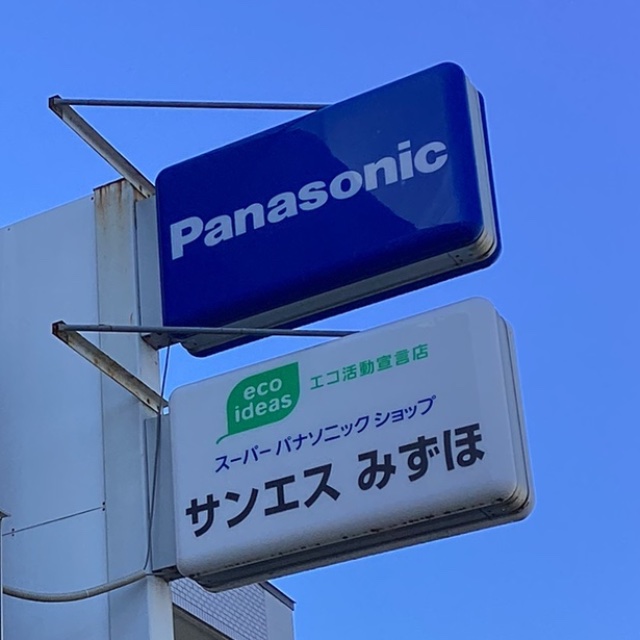 Panasonic
eco
ideas
エコ活動宣言店
スーパー パナソニック ショップ
サンエス みずほ